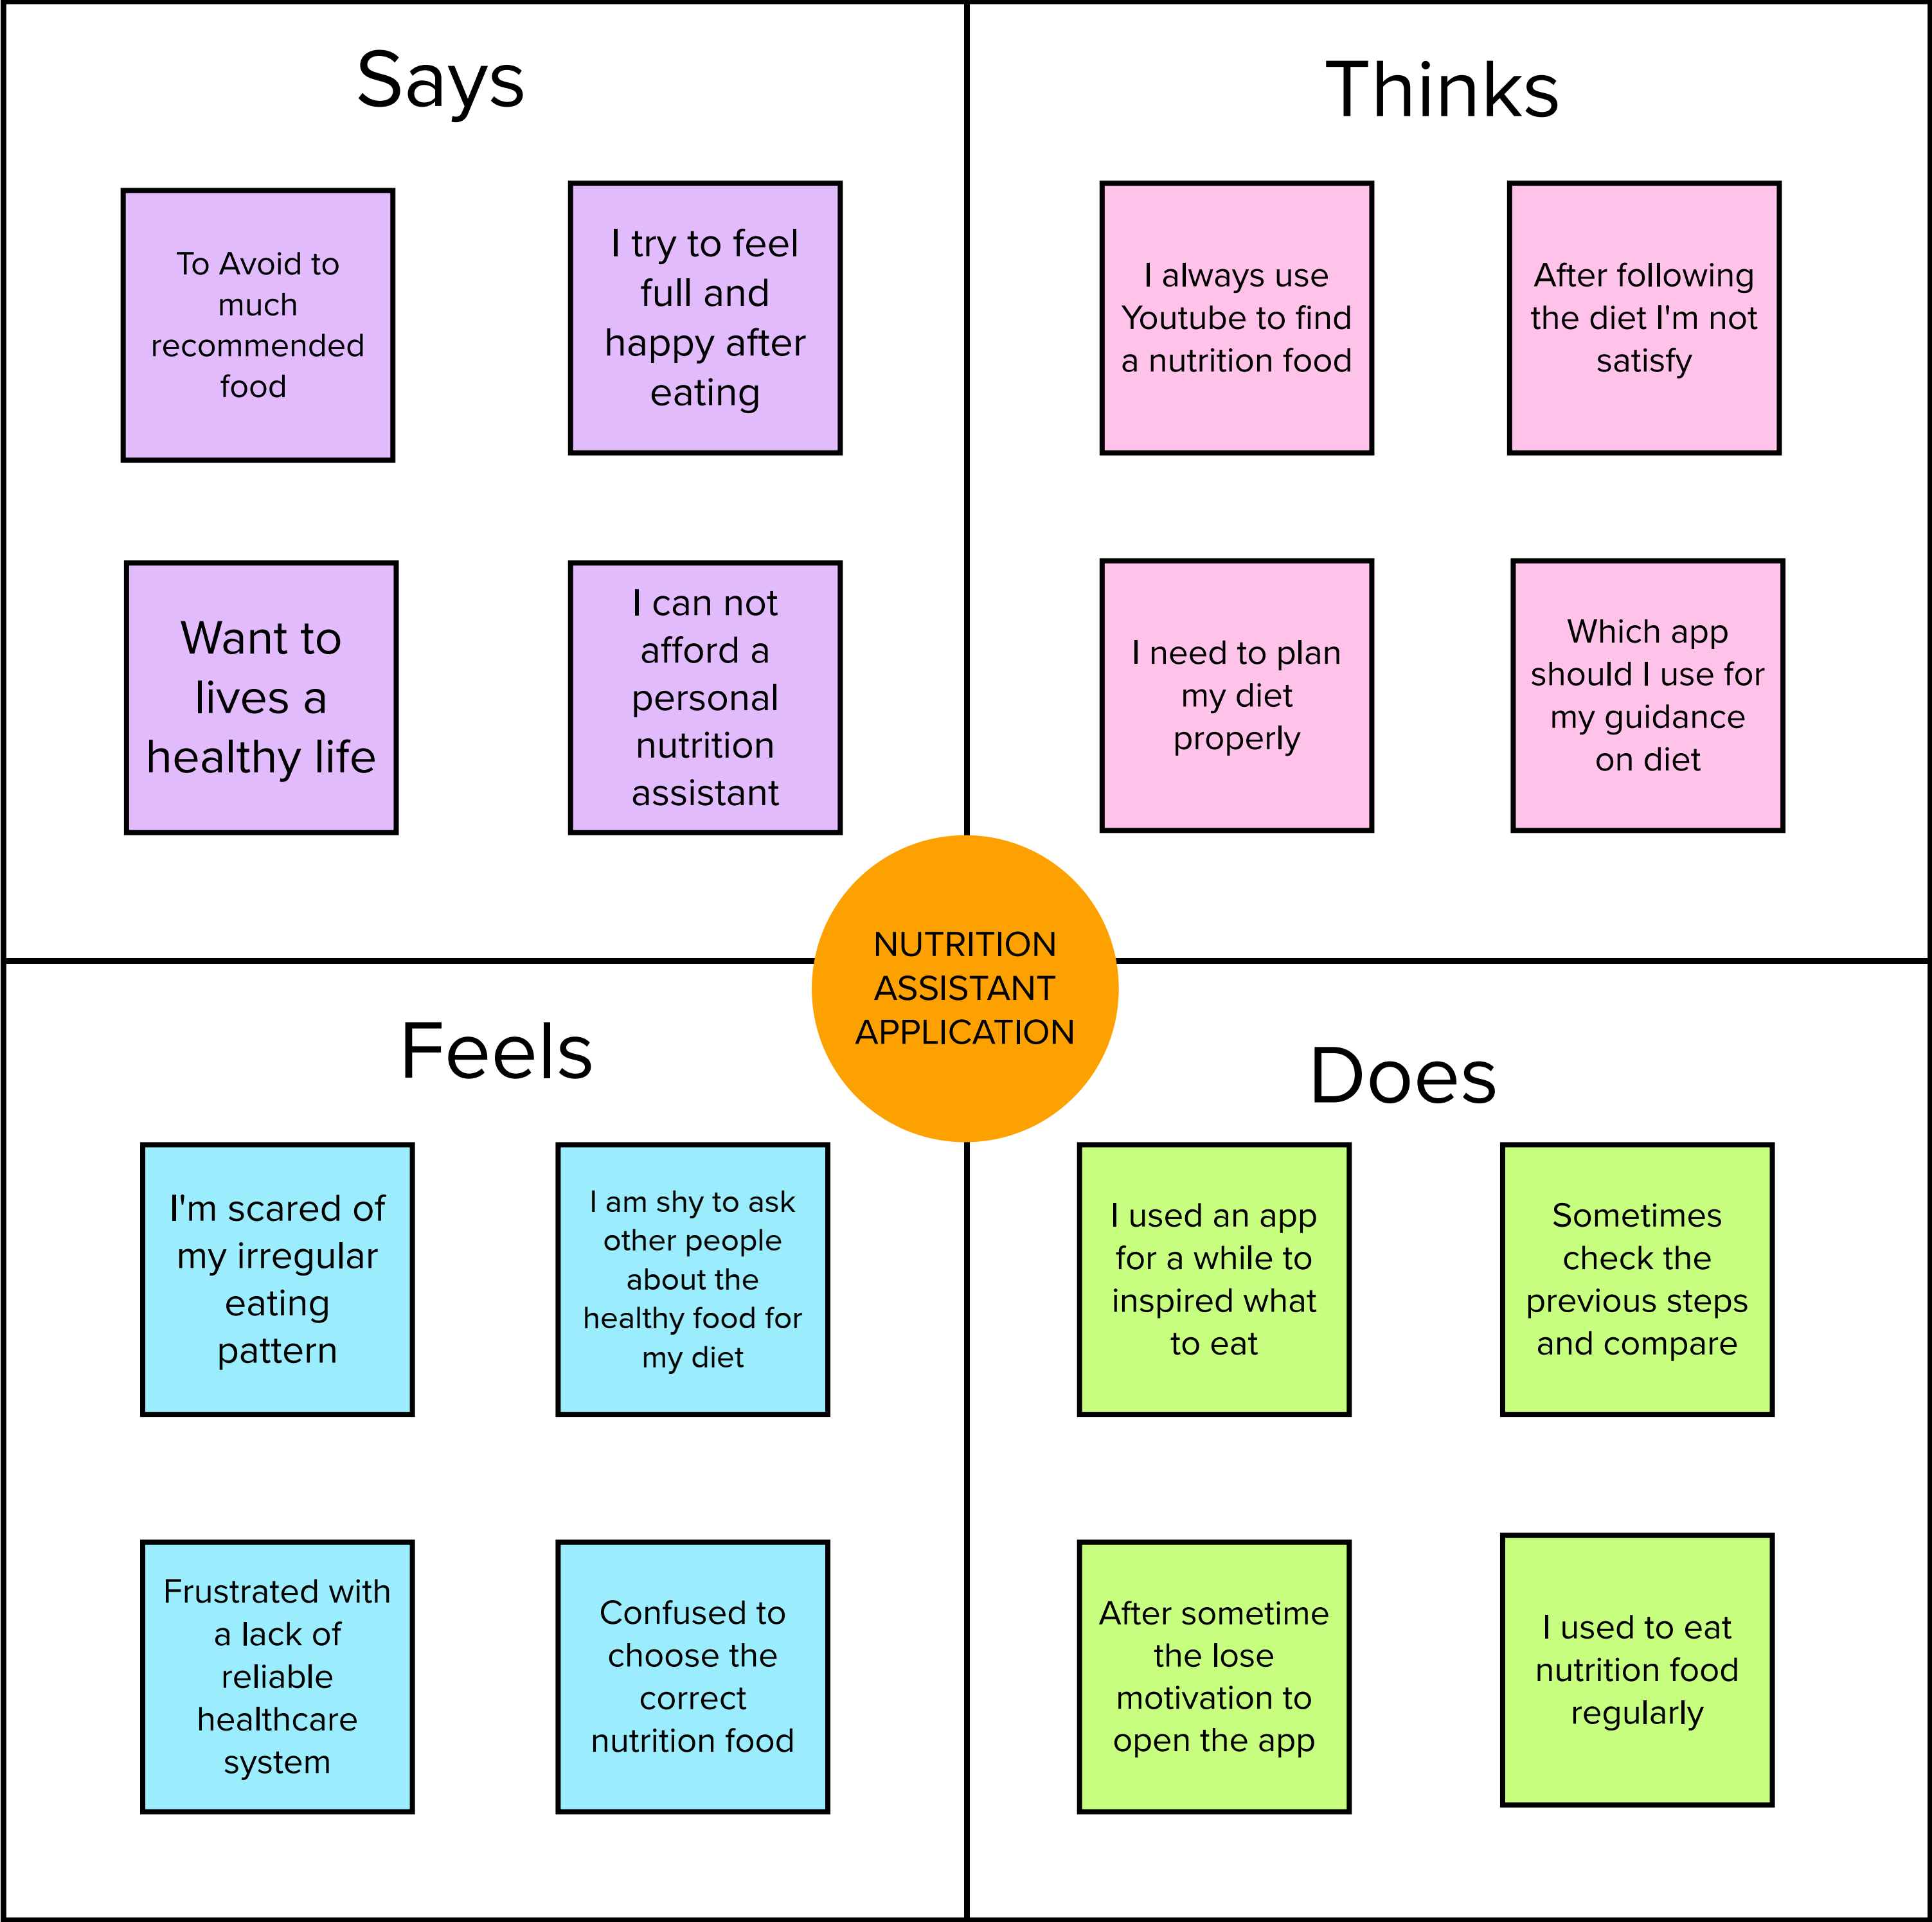 Says
To Avoid to
much
recommended
food
I try to feel
full and
happy after
eating
Want to
lives a
healthy life
I can not
afford a
personal
nutrition
assistant
Thinks
I always use
Youtube to find
a nutrition food
After following
the diet I'm not
satisfy
I need to plan
my diet
properly
Which app
should I use for
my guidance
on diet
NUTRITION
ASSISTANT
APPLICATION
Feels
I'm scared of
my irregular
eating
pattern
I am shy to ask
other people
about the
healthy food for
my diet
Frustrated with
a lack of
reliable
healthcare
system
Confused to
choose the
correct
nutrition food
Does
I used an app
for a while to
inspired what
to eat
Sometimes
check the
previous steps
and compare
After sometime
the lose
motivation to
open the app
I used to eat
nutrition food
regularly